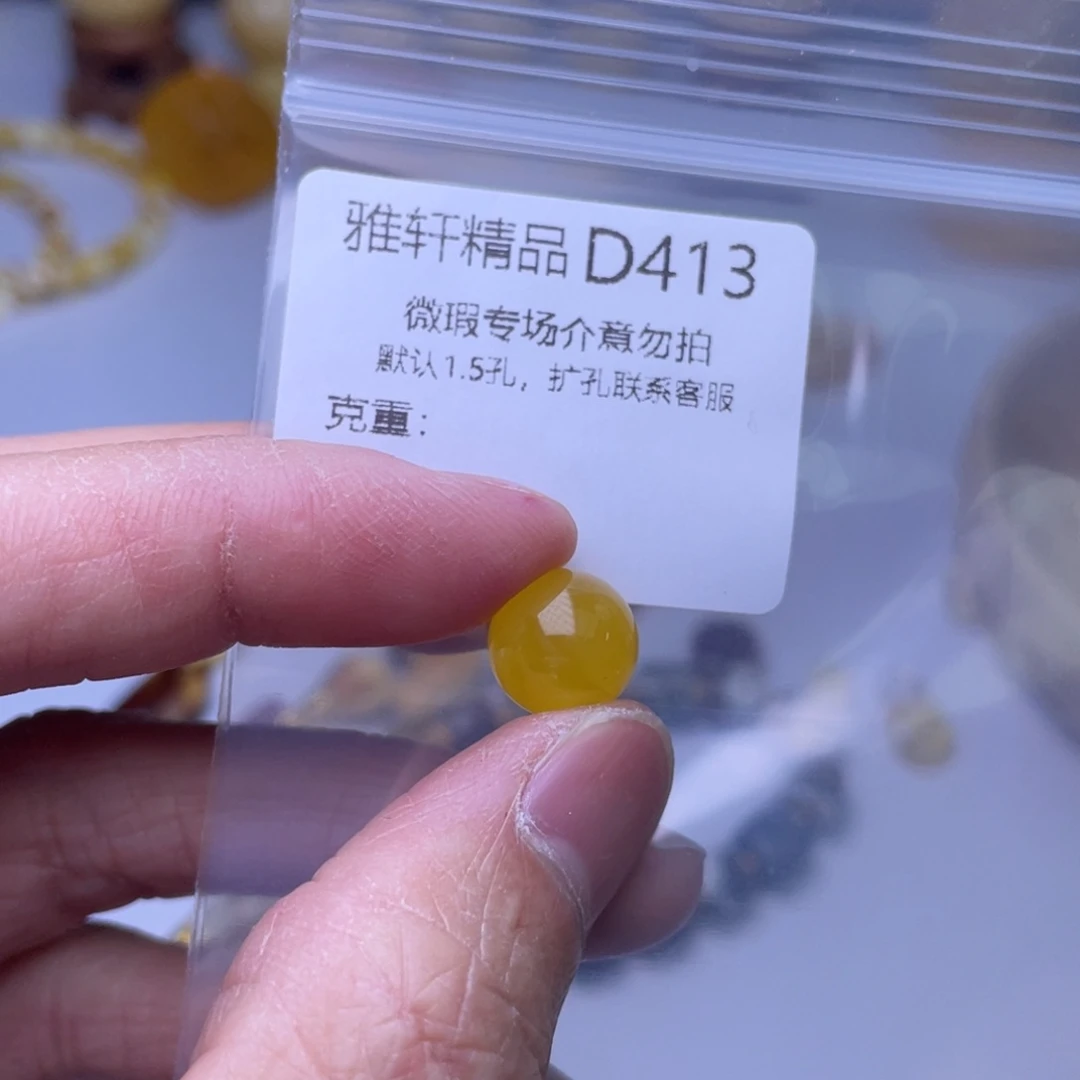 雅轩精品 D413
微瑕专场介意勿拍
默认1.5孔，扩孔联系客服
克重：